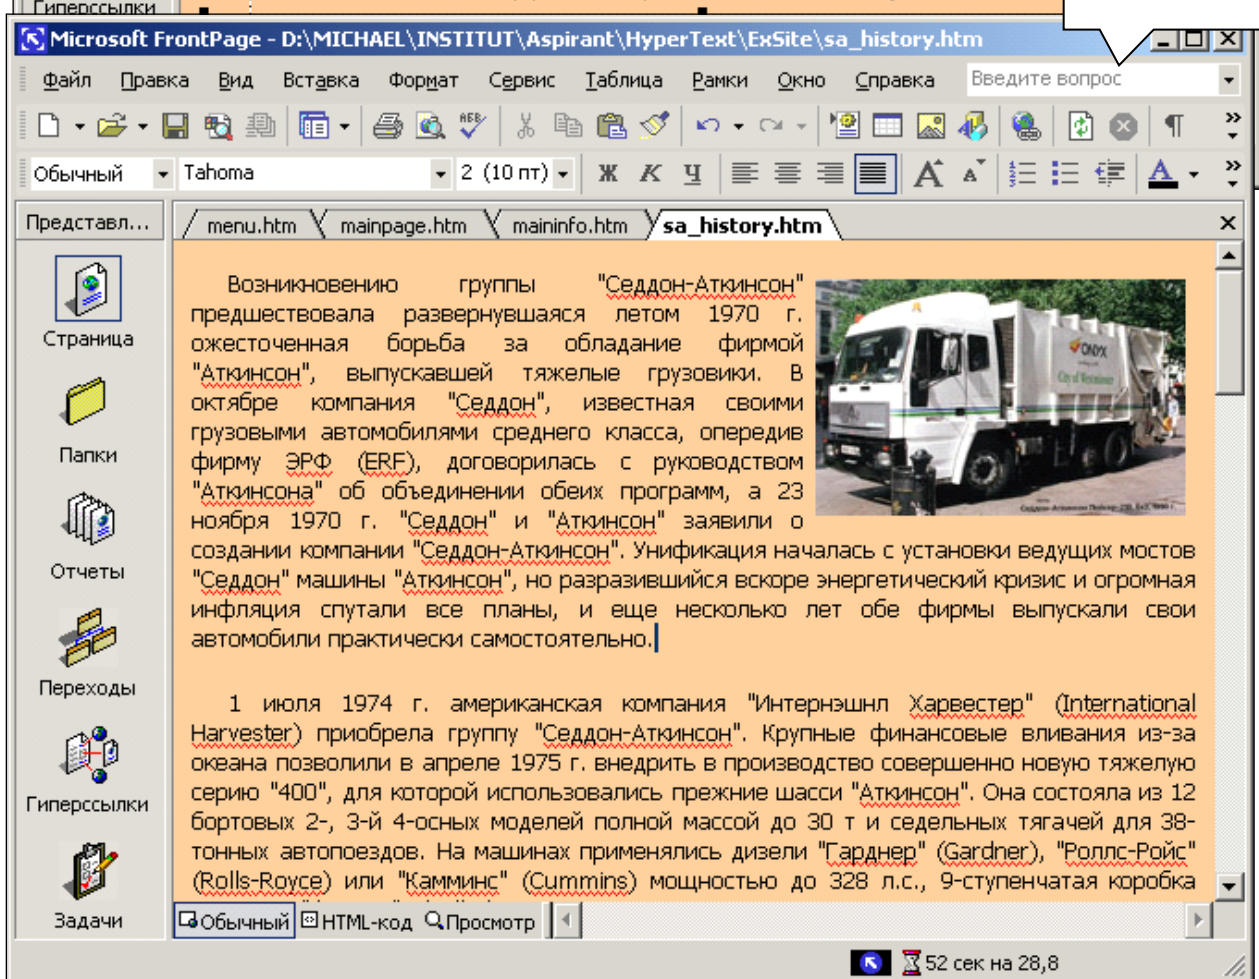 Гиперссылки
Microsoft FrontPage - D:\MICHAEL\INSTITUT\Aspirant\HyperText\ExSite\sa_history.htm
Файл Правка Вид Вставка Формат Сервис Таблица Рамки Окно Справка Введите вопрос
Обычный Tahoma 2 (10 пт) Ж К Ч
Представл...
menu.htm mainpage.htm maininfo.htm sa_history.htm
Страница
Папки
Отчеты
Переходы
Гиперссылки
Задачи
Возникновению группы "Седдон-Аткинсон"
предшествовала развернувшаяся летом 1970 г.
ожесточенная борьба за обладание фирмой
"Аткинсон", выпускавшей тяжелые грузовики. В
октябре компания "Седдон", известная своими
грузовыми автомобилями среднего класса, опередив
фирму ЭРФ (ERF), договорилась с руководством
"Аткинсона" об объединении обеих программ, а 23
ноября 1970 г. "Седдон" и "Аткинсон" заявили о
создании компании "Седдон-Аткинсон". Унификация началась с установки ведущих мостов
"Седдон" машины "Аткинсон", но разразившийся вскоре энергетический кризис и огромная
инфляция спутали все планы, и еще несколько лет обе фирмы выпускали свои
автомобили практически самостоятельно.
ONYX
City of Westminster
1 июля 1974 г. американская компания "Интернэшнл Харвестер" (International
Harvester) приобрела группу "Седдон-Аткинсон". Крупные финансовые вливания из-за
океана позволили в апреле 1975 г. внедрить в производство совершенно новую тяжелую
серию "400", для которой использовались прежние шасси "Аткинсон". Она состояла из 12
бортовых 2-, 3-й 4-осных моделей полной массой до 30 т и седельных тягачей для 38-
тонных автопоездов. На машинах применялись дизели "Гарднер" (Gardner), "Роллс-Ройс"
(Rolls-Royce) или "Камминс" (Cummins) мощностью до 328 л.с., 9-ступенчатая коробка
Обычный HTML-код Просмотр
52 сек на 28,8